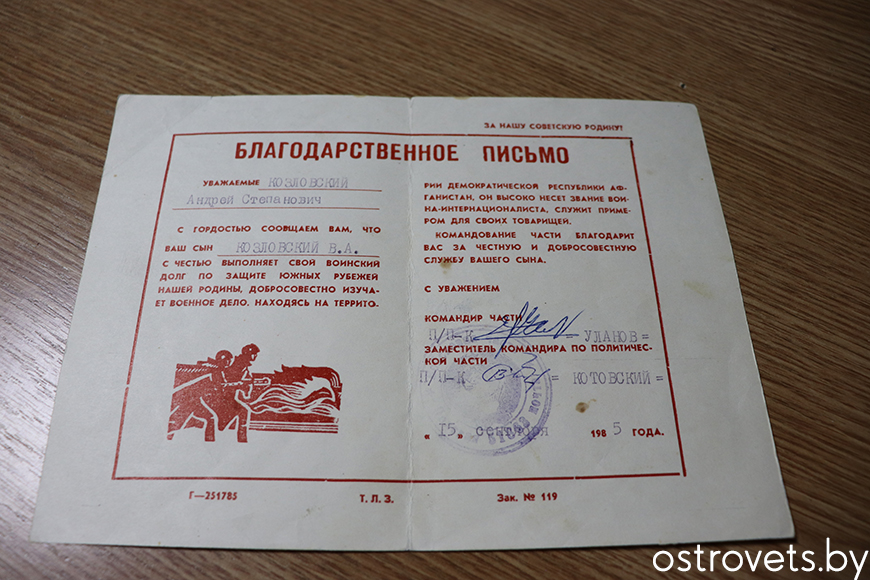 ЗА НАШУ СОВЕТСКУЮ РОДИНУ!
БЛАГОДАРСТВЕННОЕ ПИСЬМО
УВАЖАЕМЫЕ КОЗЛОВСКИЙ
Андрей Степанович
С ГОРДОСТЬЮ СООБЩАЕМ ВАМ, ЧТО
ВАШ СЫН КОЗЛОВСКИЙ В.А.
С ЧЕСТЬЮ ВЫПОЛНЯЕТ СВОЙ ВОИНСКИЙ
ДОЛГ ПО ЗАЩИТЕ ЮЖНЫХ РУБЕЖЕЙ
НАШЕЙ РОДИНЫ, ДОБРОСОВЕСТНО ИЗУЧА-
ЕТ ВОЕННОЕ ДЕЛО. НАХОДЯСЬ НА ТЕРРИТО-
РИИ ДЕМОКРАТИЧЕСКОЙ РЕСПУБЛИКИ АФ-
ГАНИСТАН, ОН ВЫСОКО НЕСЕТ ЗВАНИЕ ВОИ-
НА-ИНТЕРНАЦИОНАЛИСТА, СЛУЖИТ ПРИМЕ-
РОМ ДЛЯ СВОИХ ТОВАРИЩЕЙ.
КОМАНДОВАНИЕ ЧАСТИ БЛАГОДАРИТ
ВАС ЗА ЧЕСТНУЮ И ДОБРОСОВЕСТНУЮ
СЛУЖБУ ВАШЕГО СЫНА.
С УВАЖЕНИЕМ
КОМАНДИР ЧАСТИ
П/П-К = УЛАНОВ =
ЗАМЕСТИТЕЛЬ КОМАНДИРА ПО ПОЛИТИЧЕС-
КОЙ ЧАСТИ
П/П-К = КОТОВСКИЙ =
«15» сентября 1985 ГОДА.
Г—251785 Т. Л. З. Зак. № 119
ostrovets.by